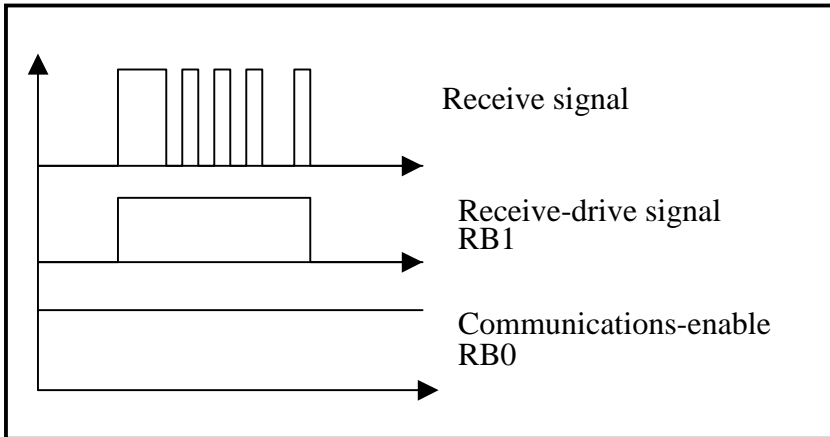 Receive signal
Receive-drive signal
RB1
Communications-enable
RB0